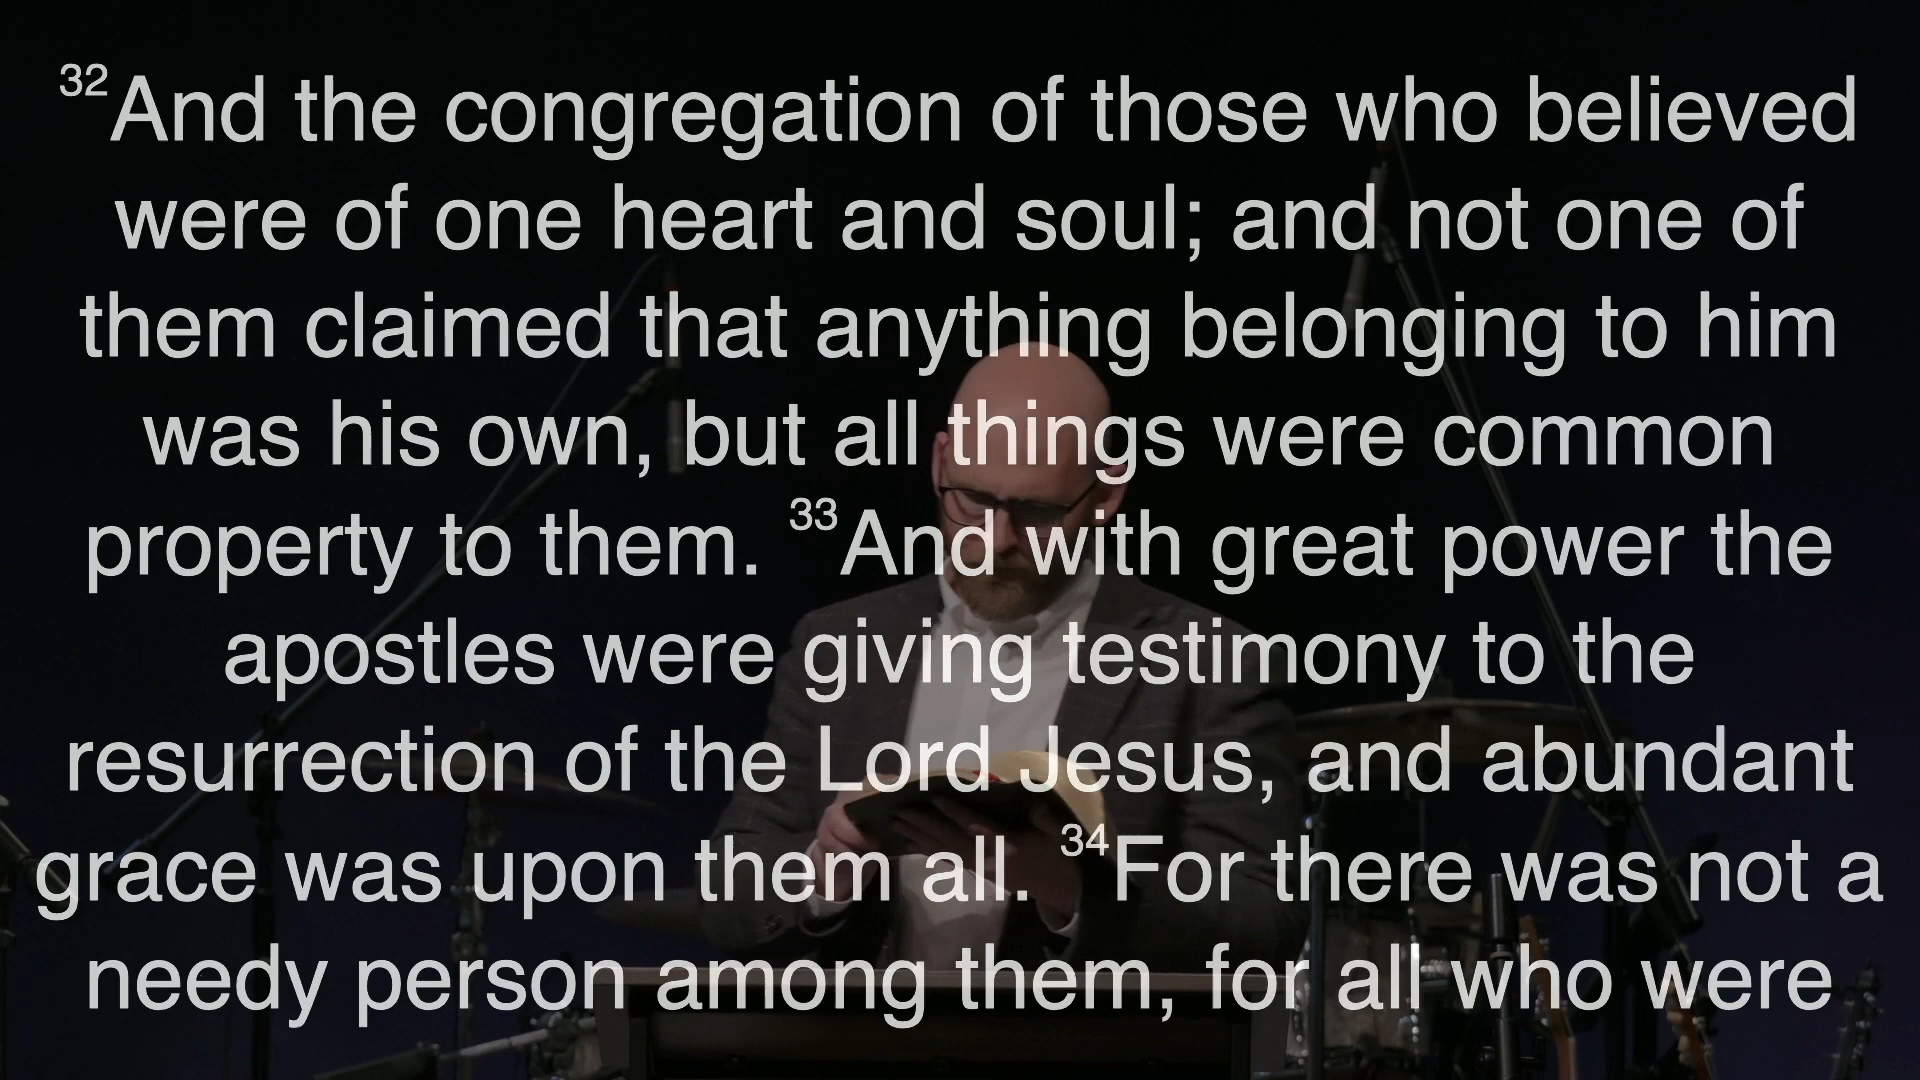 32And the congregation of those who believed
were of one heart and soul; and not one of
them claimed that anything belonging to him
was his own, but all things were common
property to them. 33And with great power the
apostles were giving testimony to the
resurrection of the Lord Jesus, and abundant
grace was upon them all. 34For there was not a
needy person among them, for all who were